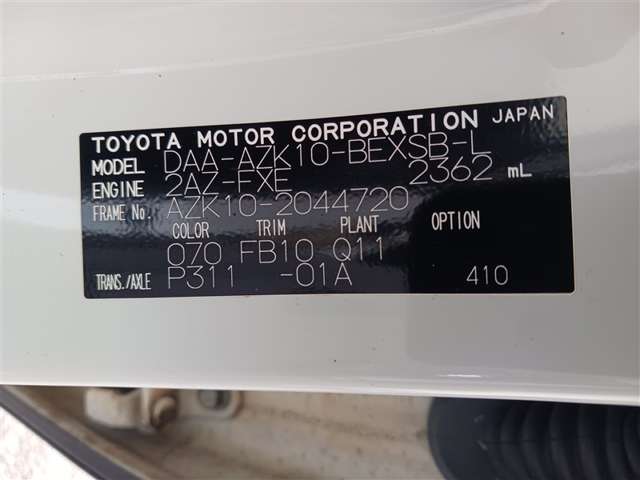 TOYOTA MOTOR CORPORATION JAPAN
MODEL DAA-AZK10-BEXSB-L
ENGINE 2AZ-FXE 2362 mL
FRAME No. AZK10-2044720
COLOR TRIM PLANT OPTION
070 FB10 Q11
TRANS./AXLE P311 -01A 410